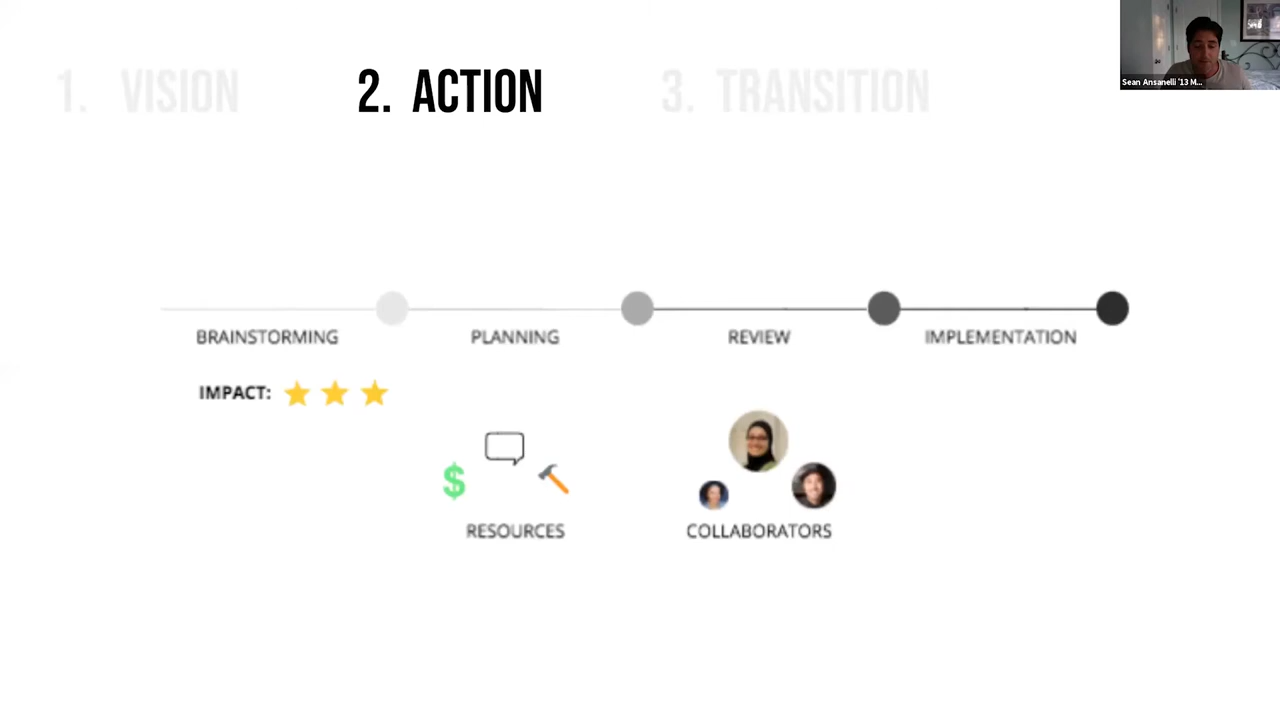 1. VISION
2. ACTION
3. TRANSITION
Sean Ansanelli '13 M...
BRAINSTORMING
PLANNING
REVIEW
IMPLEMENTATION
IMPACT:
$
RESOURCES
COLLABORATORS